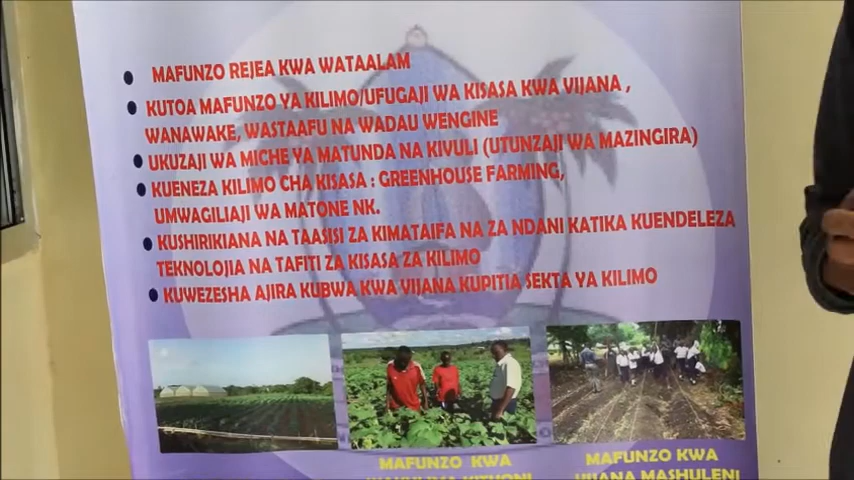 • MAFUNZO REJEA KWA WATAALAM
• KUTOA MAFUNZO YA KILIMO/UFUGAJI WA KISASA KWA VIJANA,
WANAWAKE, WASTAAFU NA WADAU WENGINE
• UKUZAJI WA MICHE YA MATUNDA NA KIVULI (UTUNZAJI WA MAZINGIRA)
• KUENEZA KILIMO CHA KISASA :GREENHOUSE FARMING,
UMWAGILIAJI WA MATONE NK.
• KUSHIRIKIANA NA TAASISI ZA KIMATAIFA NA ZA NDANI KATIKA KUENDELEZA
TEKNOLOJIA NA TAFITI ZA KISASA ZA KILIMO
• KUWEZESHA AJIRA KUBWA KWA VIJANA KUPITIA SEKTA YA KILIMO
MAFUNZO KWA
MAFUNZO KWA
VIJANA MASHULENI